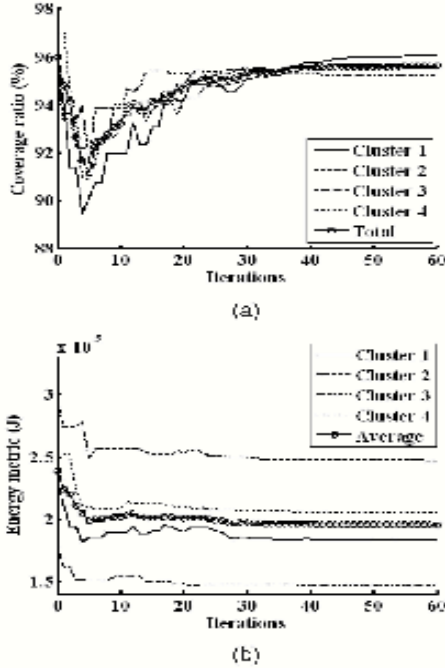 96
94
92
90
88
Coverage ratio (%)
Cluster 1
Cluster 2
Cluster 3
Cluster 4
Total
0 10 20 30 40 50 60
Iterations
(a)
x 10
3
2.5
2
1.5
Energy metric (J)
Cluster 1
Cluster 2
Cluster 3
Cluster 4
Average
0 10 20 30 40 50 60
Iterations
(b)